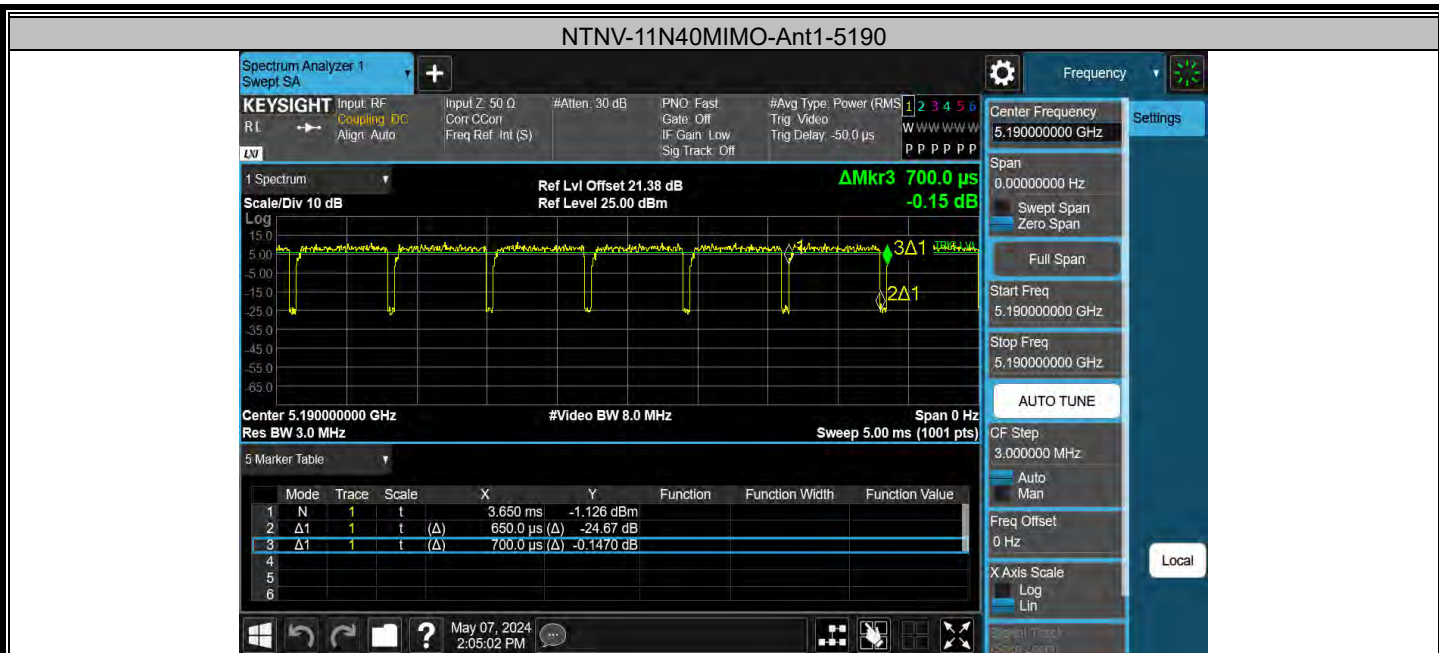 NTNV-11N40MIMO-Ant1-5190
Spectrum Analyzer 1
Swept SA
Frequency
KEYSIGHT
Input: RF
Input Z: 50 Ω
#Atten: 30 dB
PNO: Fast
#Avg Type: Power (RMS
1 2 3 4 5 6
RL
Coupling: DC
Corr CCorr
Gate: Off
Trig: Video
W W W W W W
Align: Auto
Freq Ref: Int (S)
IF Gain: Low
Trig Delay: -50.0 µs
P P P P P P
Sig Track: Off
LXI
Center Frequency
5.190000000 GHz
Settings
1 Spectrum
Ref Lvl Offset 21.38 dB
ΔMkr3 700.0 µs
Scale/Div 10 dB
Ref Level 25.00 dBm
-0.15 dB
Log
15.0
5.00
-5.00
-15.0
-25.0
-35.0
-45.0
-55.0
-65.0
1
3Δ1
2Δ1
Center 5.190000000 GHz
#Video BW 8.0 MHz
Span 0 Hz
Res BW 3.0 MHz
Sweep 5.00 ms (1001 pts)
Span
0.00000000 Hz
Swept Span
Zero Span
Full Span
Start Freq
5.190000000 GHz
Stop Freq
5.190000000 GHz
AUTO TUNE
CF Step
3.000000 MHz
Auto
Man
Freq Offset
0 Hz
X Axis Scale
Log
Lin
Signal Track
Local
5 Marker Table
Mode Trace Scale X Y Function Function Width Function Value
1 N 1 t 3.650 ms -1.126 dBm
2 Δ1 1 t (Δ) 650.0 µs (Δ) -24.67 dB
3 Δ1 1 t (Δ) 700.0 µs (Δ) -0.1470 dB
4
5
6
May 07, 2024
2:05:02 PM